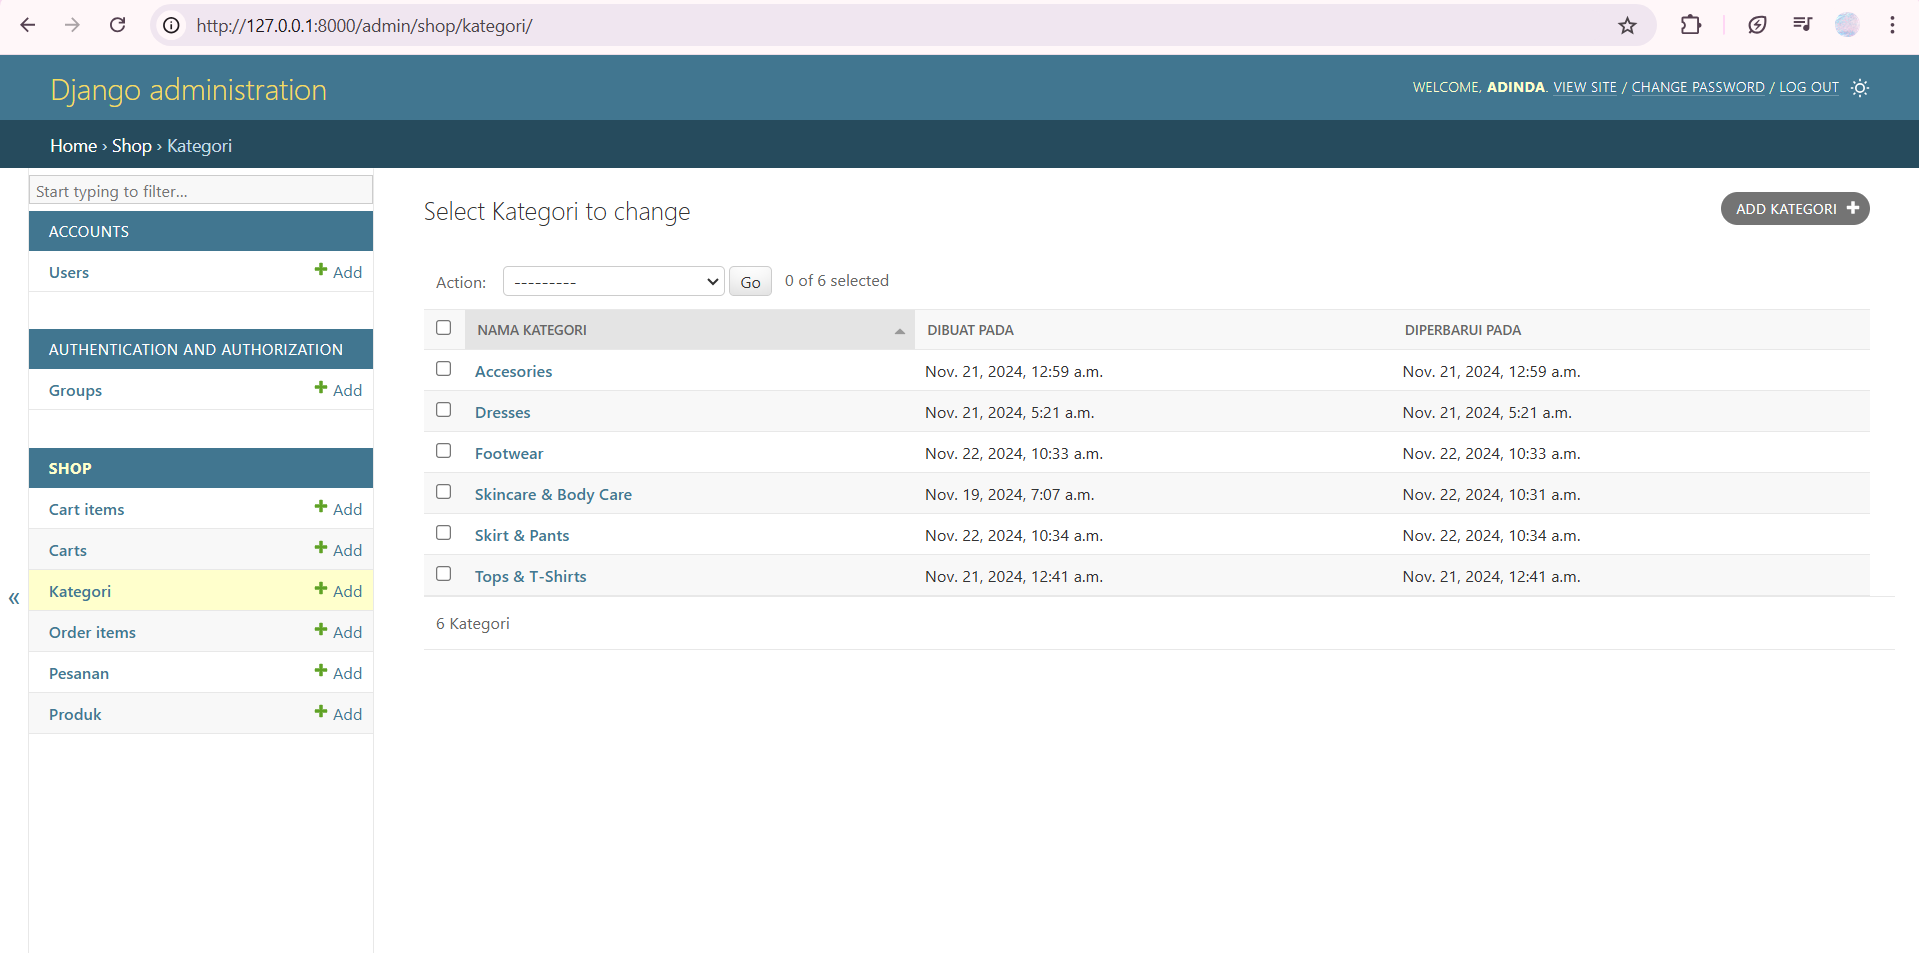 http://127.0.0.1:8000/admin/shop/kategori/
Django administration
WELCOME, ADINDA. VIEW SITE / CHANGE PASSWORD / LOG OUT
Home › Shop › Kategori
Start typing to filter...
ACCOUNTS
Users Add
AUTHENTICATION AND AUTHORIZATION
Groups Add
SHOP
Cart items Add
Carts Add
Kategori Add
Order items Add
Pesanan Add
Produk Add
«
Select Kategori to change
ADD KATEGORI
Action: --------- Go 0 of 6 selected
NAMA KATEGORI DIBUAT PADA DIPERBARUI PADA
Accesories Nov. 21, 2024, 12:59 a.m. Nov. 21, 2024, 12:59 a.m.
Dresses Nov. 21, 2024, 5:21 a.m. Nov. 21, 2024, 5:21 a.m.
Footwear Nov. 22, 2024, 10:33 a.m. Nov. 22, 2024, 10:33 a.m.
Skincare & Body Care Nov. 19, 2024, 7:07 a.m. Nov. 22, 2024, 10:31 a.m.
Skirt & Pants Nov. 22, 2024, 10:34 a.m. Nov. 22, 2024, 10:34 a.m.
Tops & T-Shirts Nov. 21, 2024, 12:41 a.m. Nov. 21, 2024, 12:41 a.m.
6 Kategori